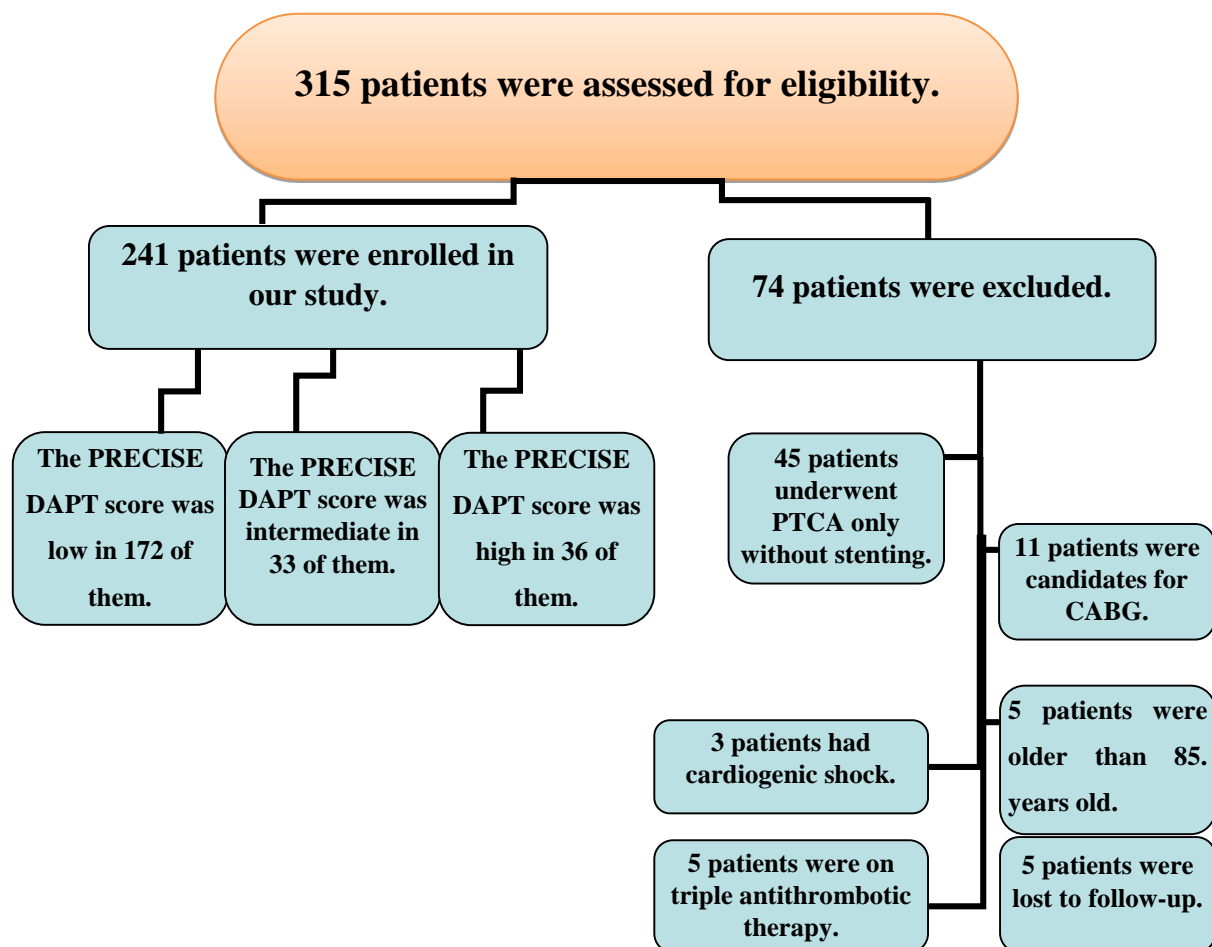 315 patients were assessed for eligibility.
241 patients were enrolled in
our study.
74 patients were excluded.
The PRECISE
DAPT score was
low in 172 of
them.
The PRECISE
DAPT score was
intermediate in
33 of them.
The PRECISE
DAPT score was
high in 36 of
them.
45 patients
underwent
PTCA only
without stenting.
11 patients were
candidates for
CABG.
3 patients had
cardiogenic shock.
5 patients were
older than 85.
years old.
5 patients were on
triple antithrombotic
therapy.
5 patients were
lost to follow-up.